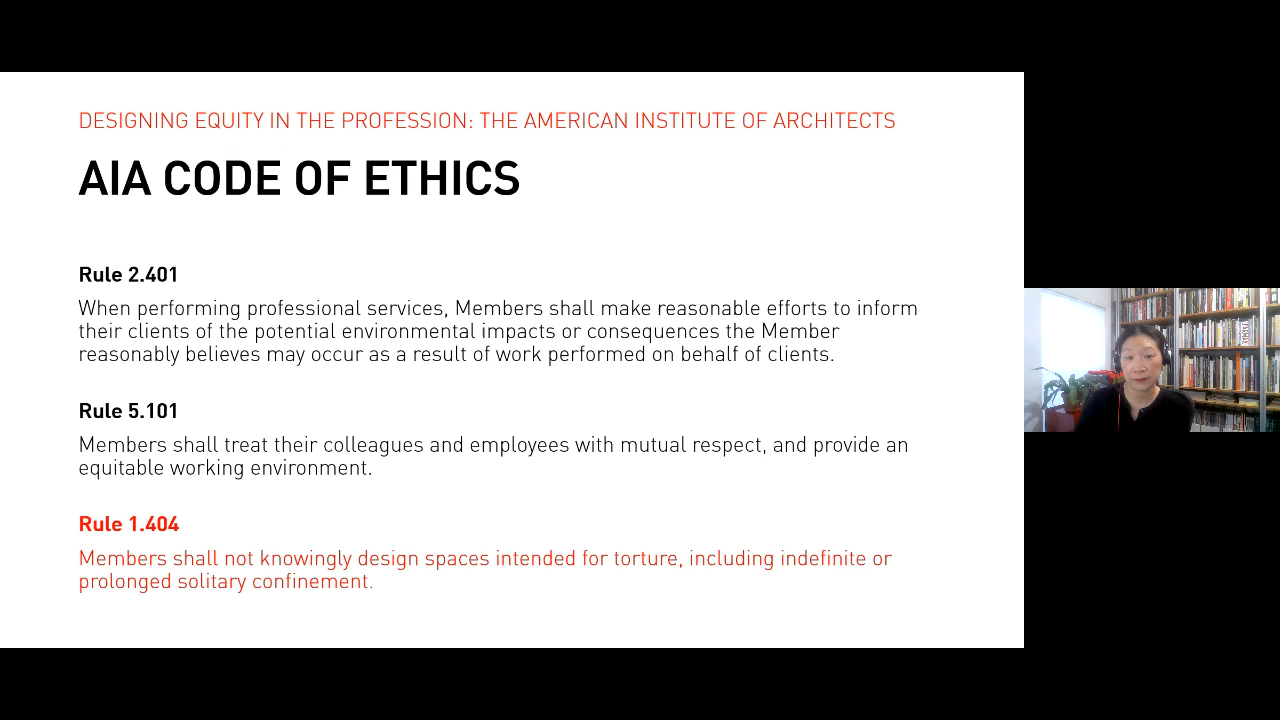 DESIGNING EQUITY IN THE PROFESSION: THE AMERICAN INSTITUTE OF ARCHITECTS
AIA CODE OF ETHICS
Rule 2.401
When performing professional services, Members shall make reasonable efforts to inform
their clients of the potential environmental impacts or consequences the Member
reasonably believes may occur as a result of work performed on behalf of clients.
Rule 5.101
Members shall treat their colleagues and employees with mutual respect, and provide an
equitable working environment.
Rule 1.404
Members shall not knowingly design spaces intended for torture, including indefinite or
prolonged solitary confinement.